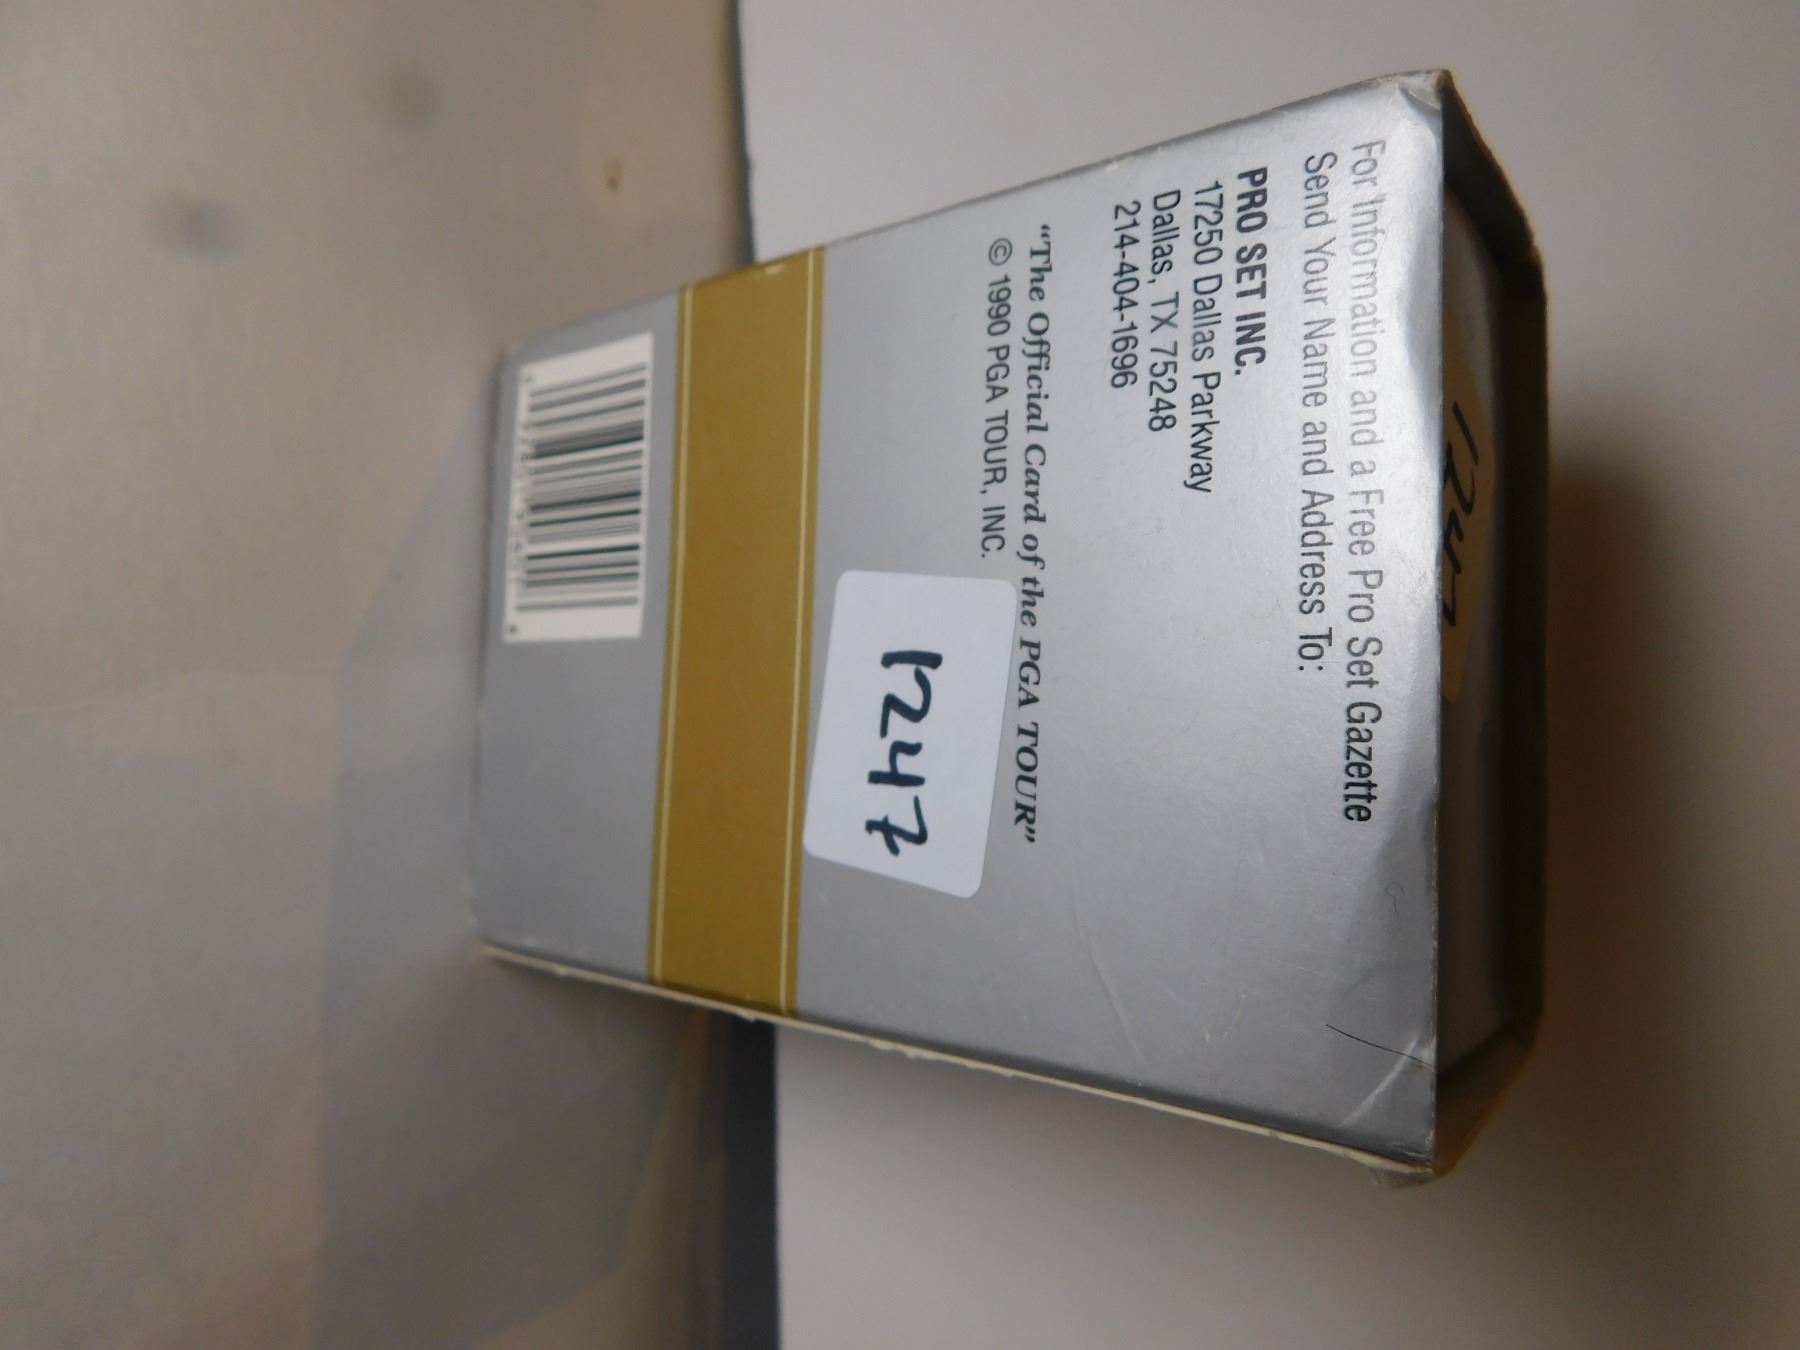 1247
For Information and a Free Pro Set Gazette
Send Your Name and Address To:
PRO SET INC.
17250 Dallas Parkway
Dallas, TX 75248
214-404-1696
"The Official Card of the PGA TOUR"
© 1990 PGA TOUR, INC.
1247